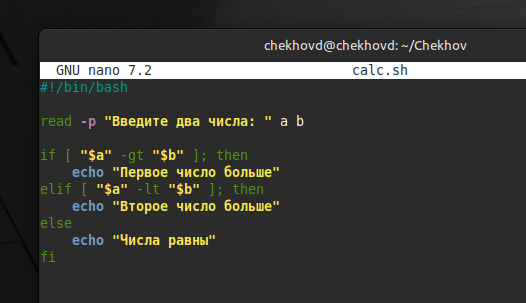 chekhovd@chekhovd: ~/Chekhov
GNU nano 7.2 calc.sh
#!/bin/bash
read -p "Введите два числа: " a b
if [ "$a" -gt "$b" ]; then
    echo "Первое число больше"
elif [ "$a" -lt "$b" ]; then
    echo "Второе число больше"
else
    echo "Числа равны"
fi